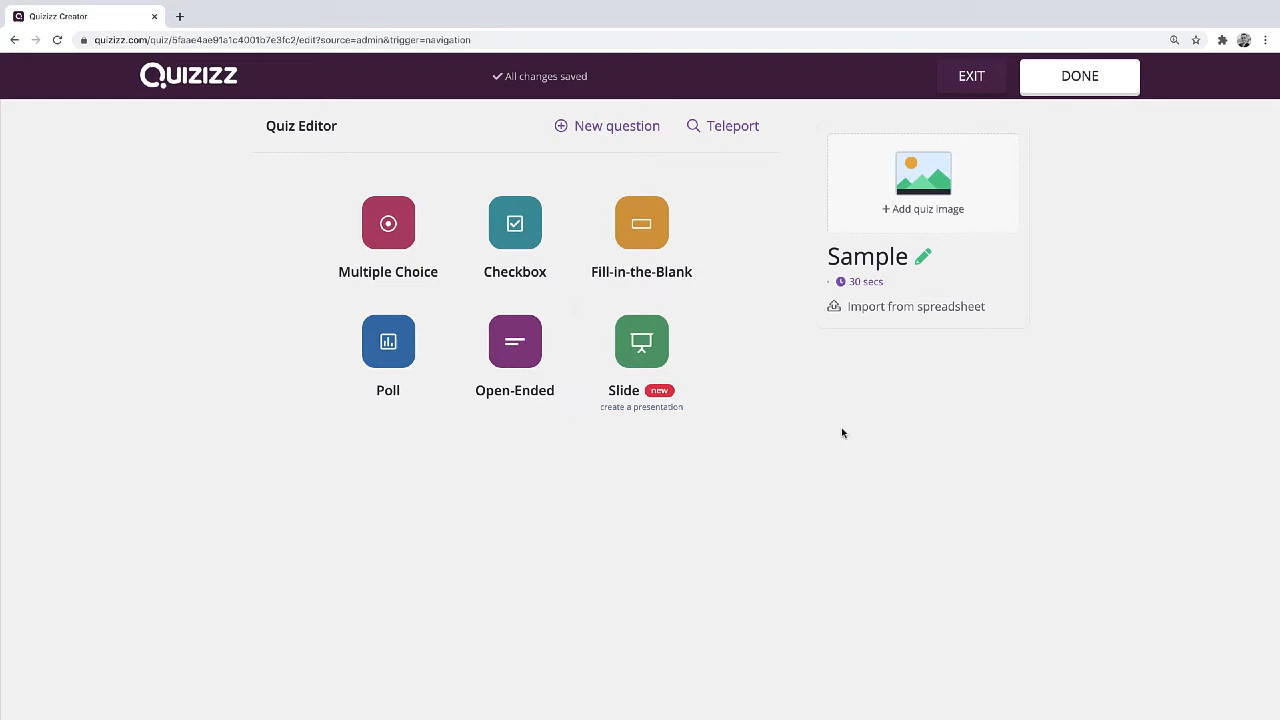 Quizizz Creator
quizizz.com/quiz/5faae4ae91a1c4001b7e3fc2/edit?source=admin&trigger=navigation
QUIZIZZ
All changes saved
EXIT
DONE
Quiz Editor
New question
Teleport
+ Add quiz image
Multiple Choice
Checkbox
Fill-in-the-Blank
Sample
30 secs
Import from spreadsheet
Poll
Open-Ended
Slide new
create a presentation